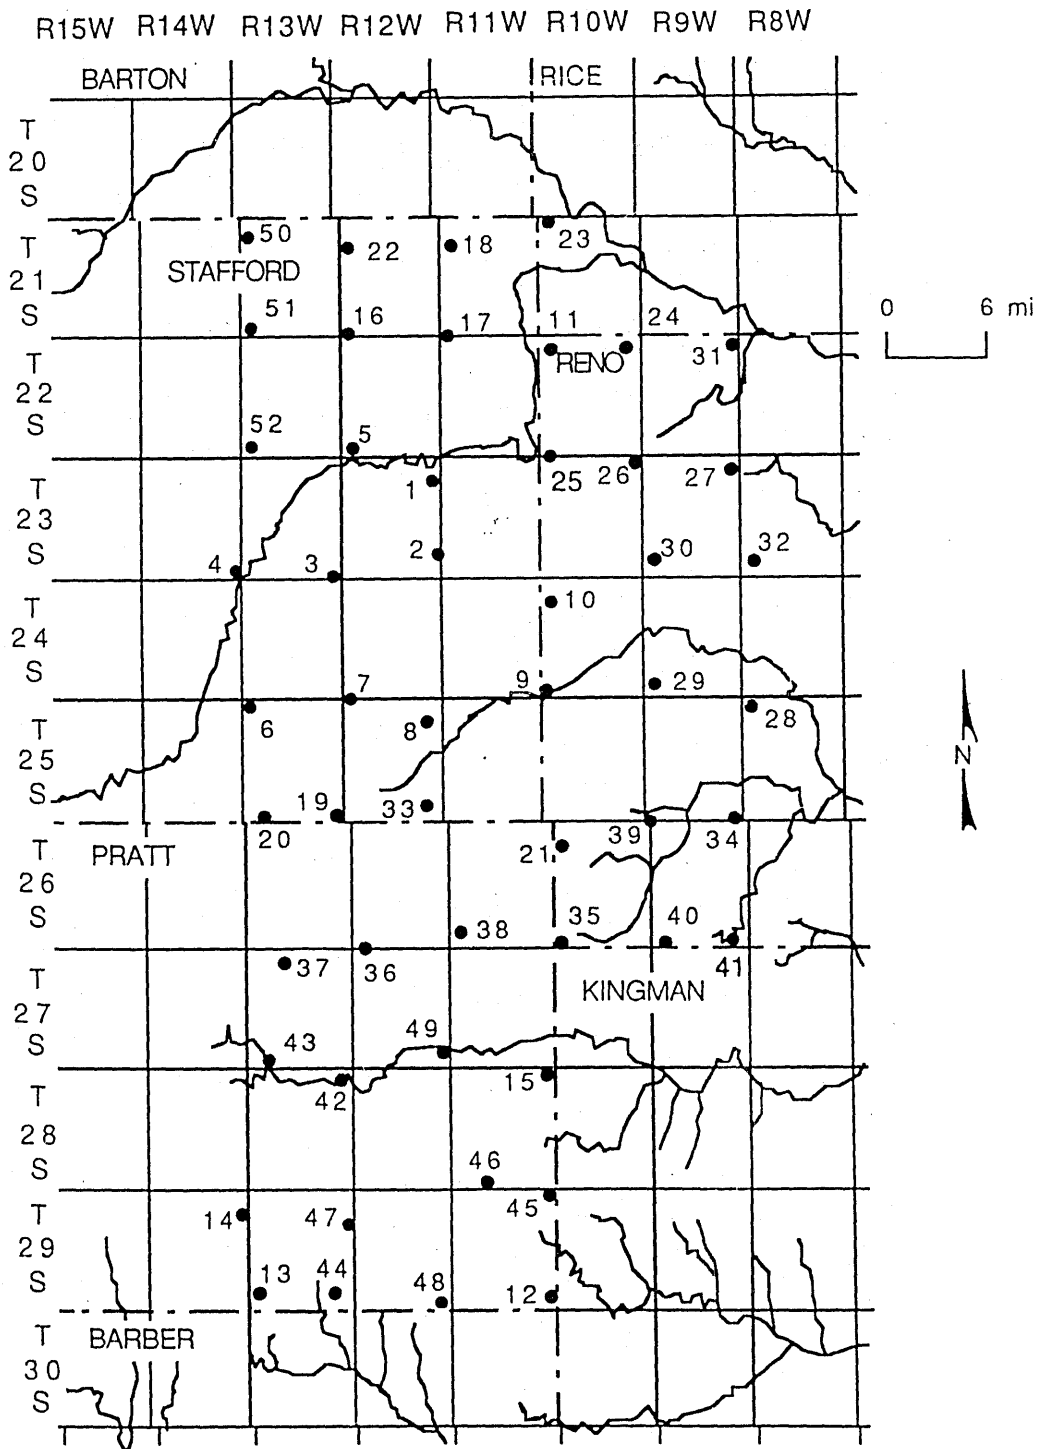 R15W R14W R13W R12W R11W R10W R9W R8W
BARTON RICE
T
20
S
50 22 18 23
T
21
S
STAFFORD
0 6 mi
51 16 17 11 24
RENO 31
T
22
S
52 5
1 25 26 27
T
23
S
4 3 2 30 32
10
T
24
S
7 9 29
6 8 28
N
T
25
S
19 33
20 21 39 34
PRATT
T
26
S
38 35 40
37 36 41
KINGMAN
T
27
S
43 49
42 15
T
28
S
46
14 47 45
T
29
S
13 44 48 12
BARBER
T
30
S